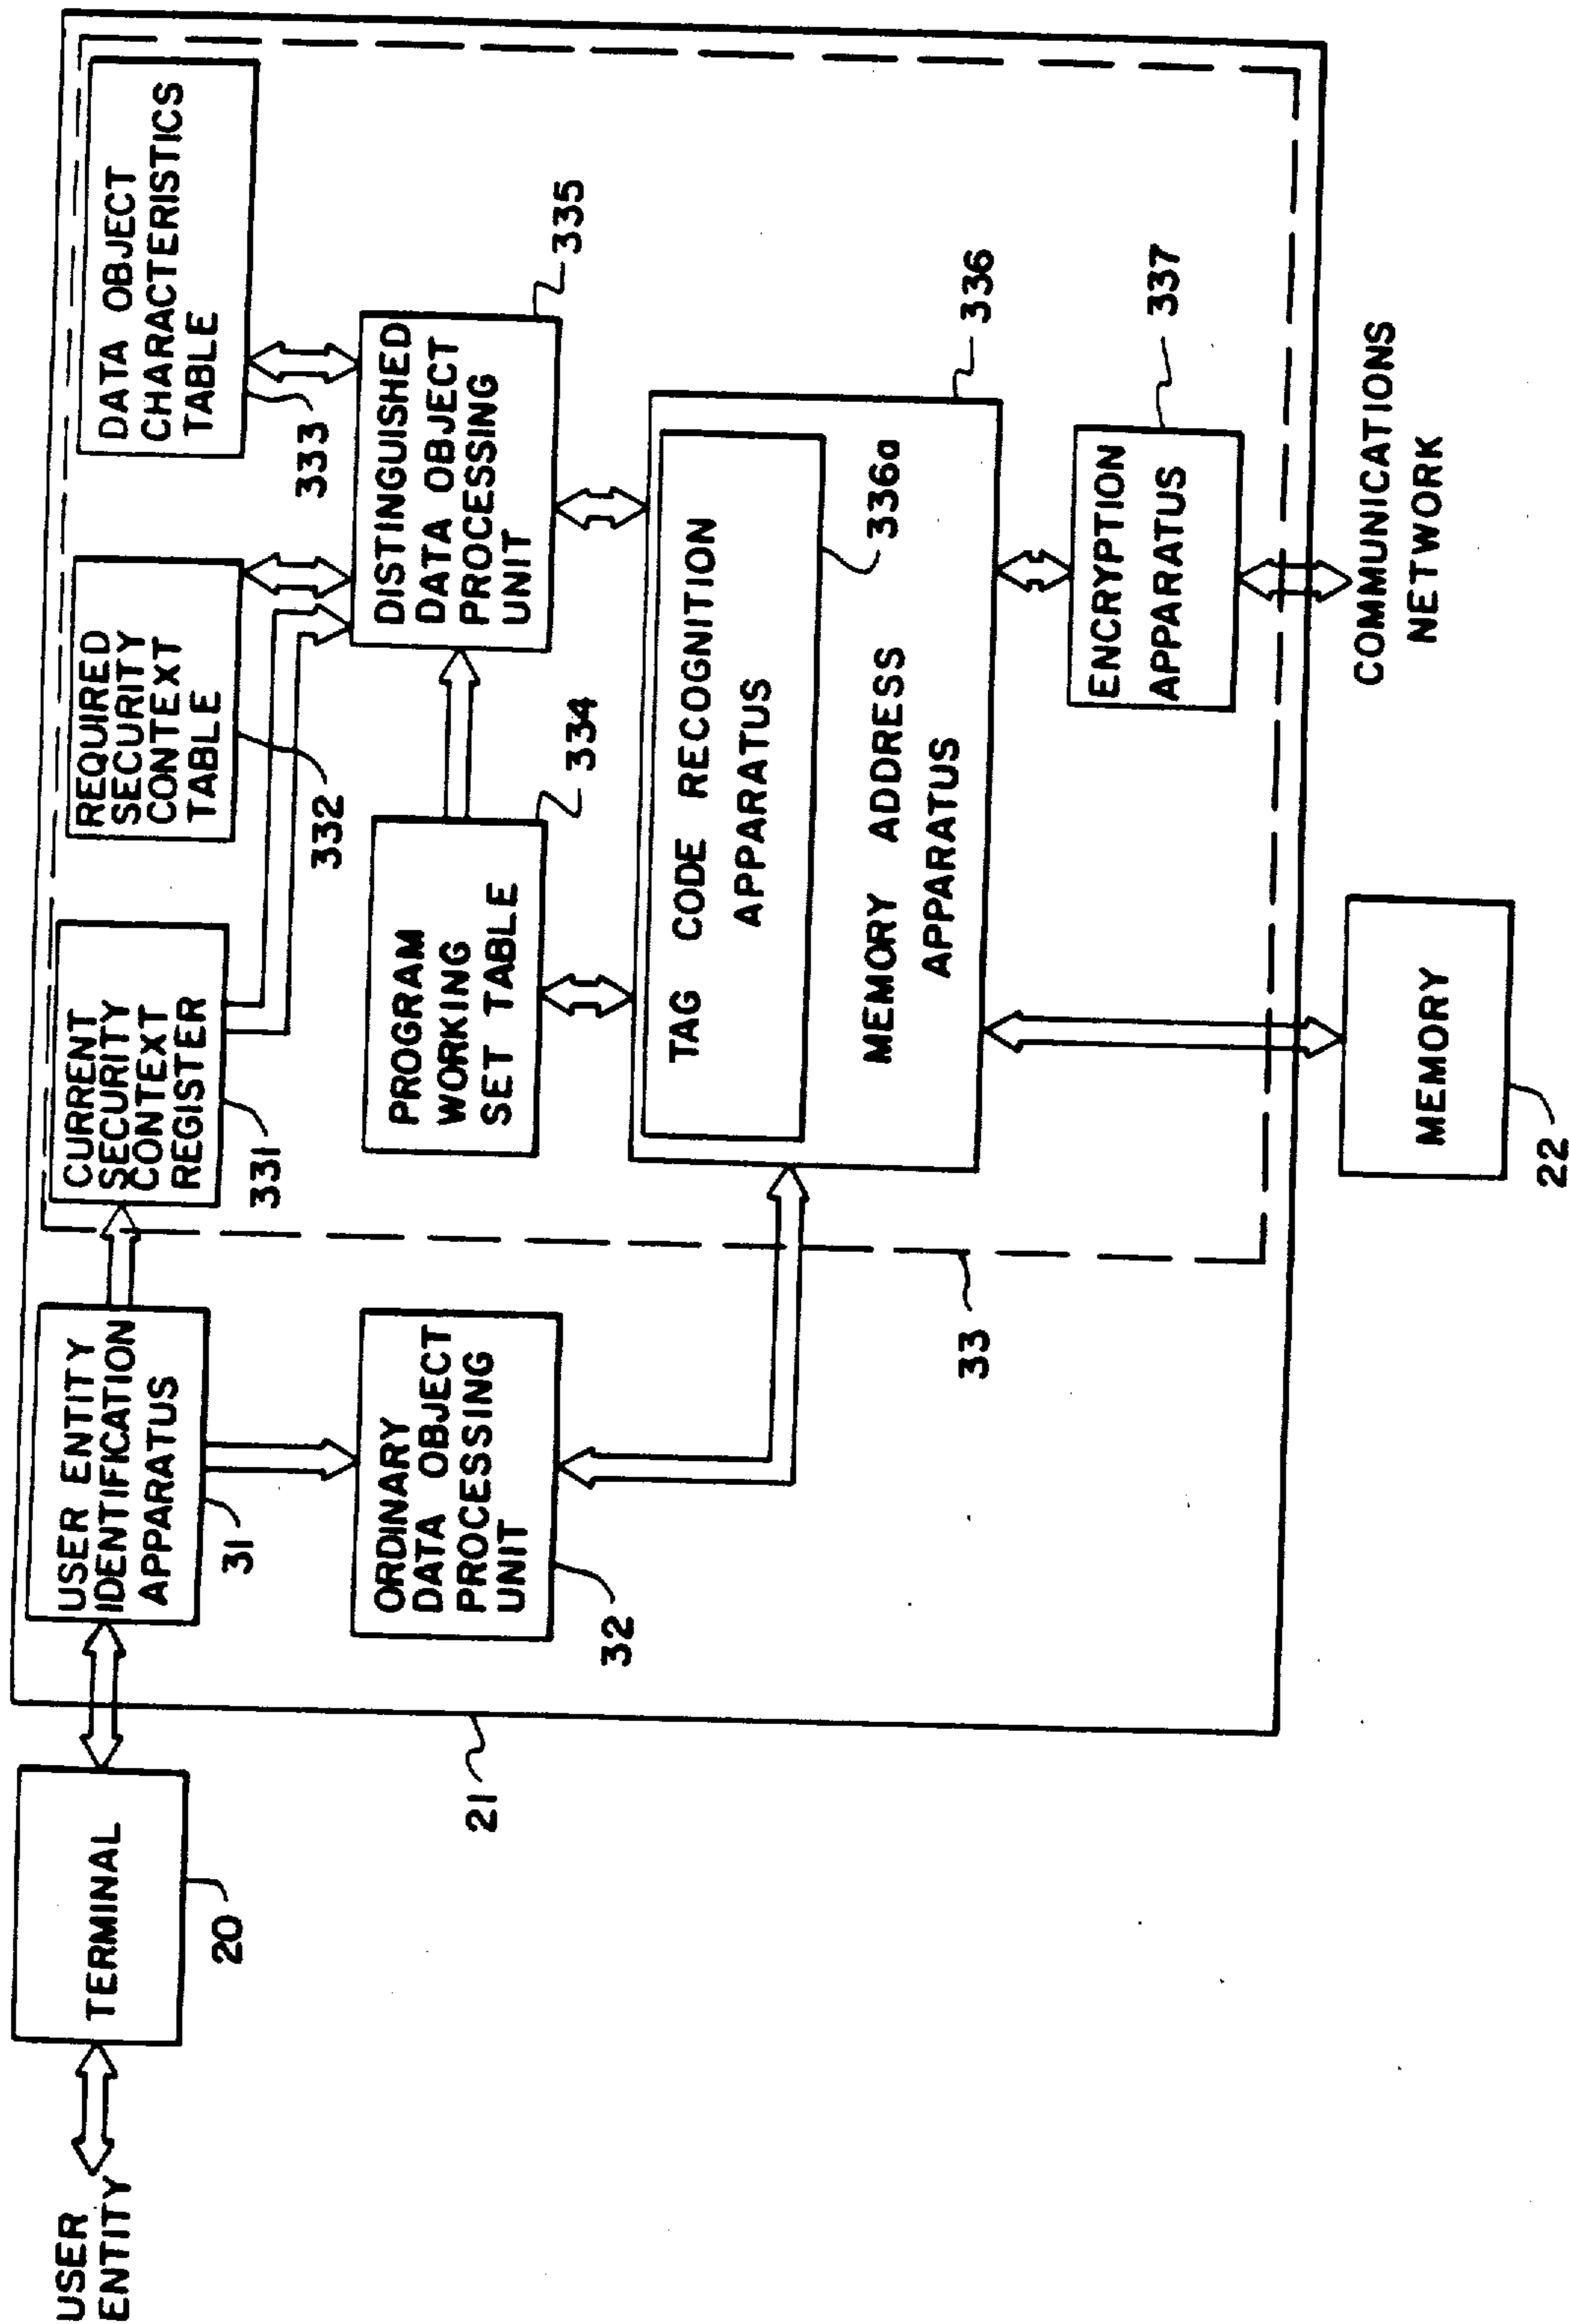 USER
ENTITY
TERMINAL
20
21
USER ENTITY
IDENTIFICATION
APPARATUS
31
ORDINARY
DATA OBJECT
PROCESSING
UNIT
32
33
CURRENT
SECURITY
CONTEXT
REGISTER
331
REQUIRED
SECURITY
CONTEXT
TABLE
332
DATA OBJECT
CHARACTERISTICS
TABLE
333
PROGRAM
WORKING
SET TABLE
334
DISTINGUISHED
DATA OBJECT
PROCESSING
UNIT
335
TAG CODE RECOGNITION
APPARATUS
336a
MEMORY ADDRESS
APPARATUS
336
ENCRYPTION
APPARATUS
337
MEMORY
22
COMMUNICATIONS
NETWORK